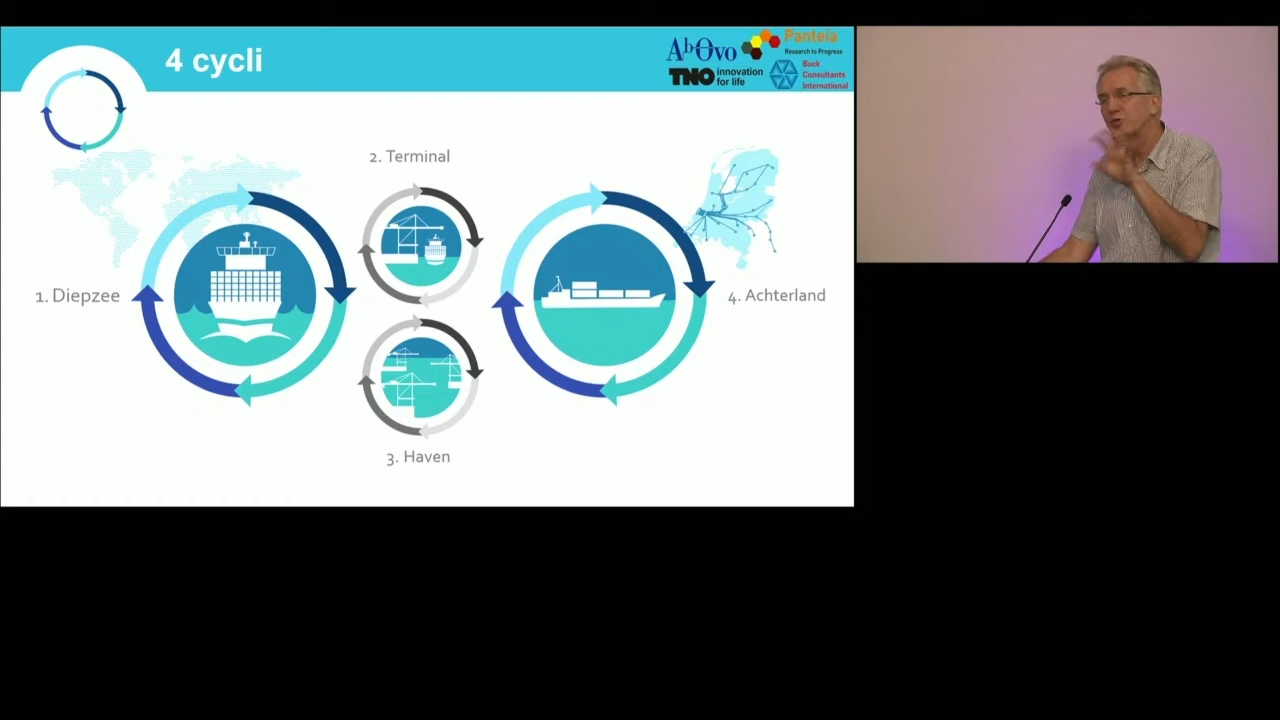 4 cycli
AbOvo
Panteia
Research to Progress
TNO innovation
for life
Buck
Consultants
International
2. Terminal
1. Diepzee
4. Achterland
3. Haven